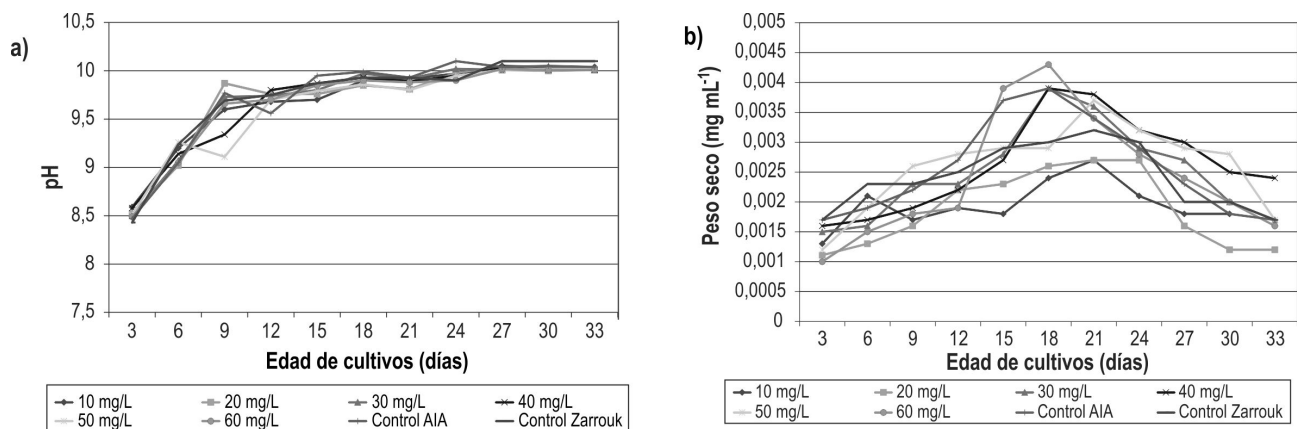 a)
10,5
10
9,5
9
8,5
8
7,5
pH
3 6 9 12 15 18 21 24 27 30 33
Edad de cultivos (días)
10 mg/L 20 mg/L 30 mg/L 40 mg/L
50 mg/L 60 mg/L Control AIA Control Zarrouk
b)
0,005
0,0045
0,004
0,0035
0,003
0,0025
0,002
0,0015
0,001
0,0005
0
Peso seco (mg mL-1)
3 6 9 12 15 18 21 24 27 30 33
Edad de cultivos (días)
10 mg/L 20 mg/L 30 mg/L 40 mg/L
50 mg/L 60 mg/L Control AIA Control Zarrouk